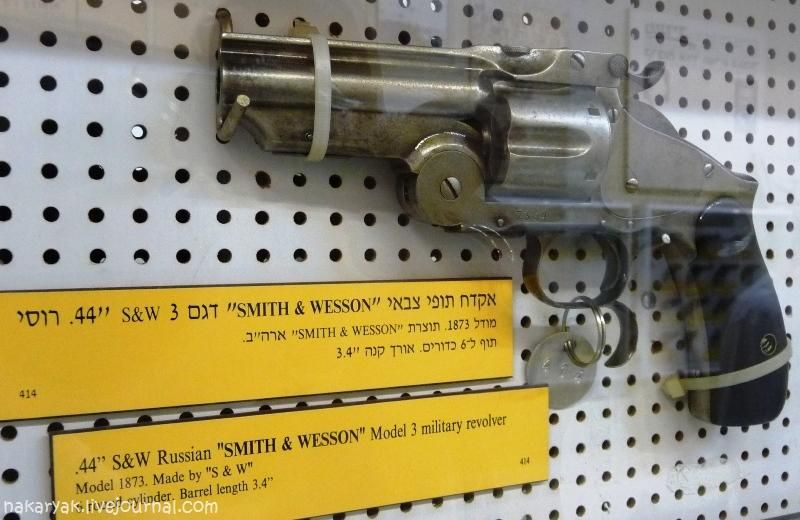 אקדח תופי צבאי "SMITH & WESSON" דגם 3 S&W "44. רוסי
מודל 1873. תוצרת "SMITH & WESSON" ארה"ב.
תוף ל-6 כדורים. אורך קנה "3.4
414
.44” S&W Russian "SMITH & WESSON" Model 3 military revolver
Model 1873. Made by "S & W"
cylinder. Barrel length 3.4”
414
nakaryak.livejournal.com